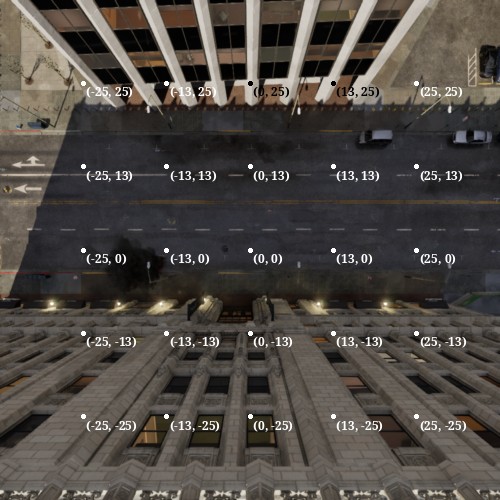 (-25, 25) (-13, 25) (0, 25) (13, 25) (25, 25)
(-25, 13) (-13, 13) (0, 13) (13, 13) (25, 13)
(-25, 0) (-13, 0) (0, 0) (13, 0) (25, 0)
(-25, -13) (-13, -13) (0, -13) (13, -13) (25, -13)
(-25, -25) (-13, -25) (0, -25) (13, -25) (25, -25)